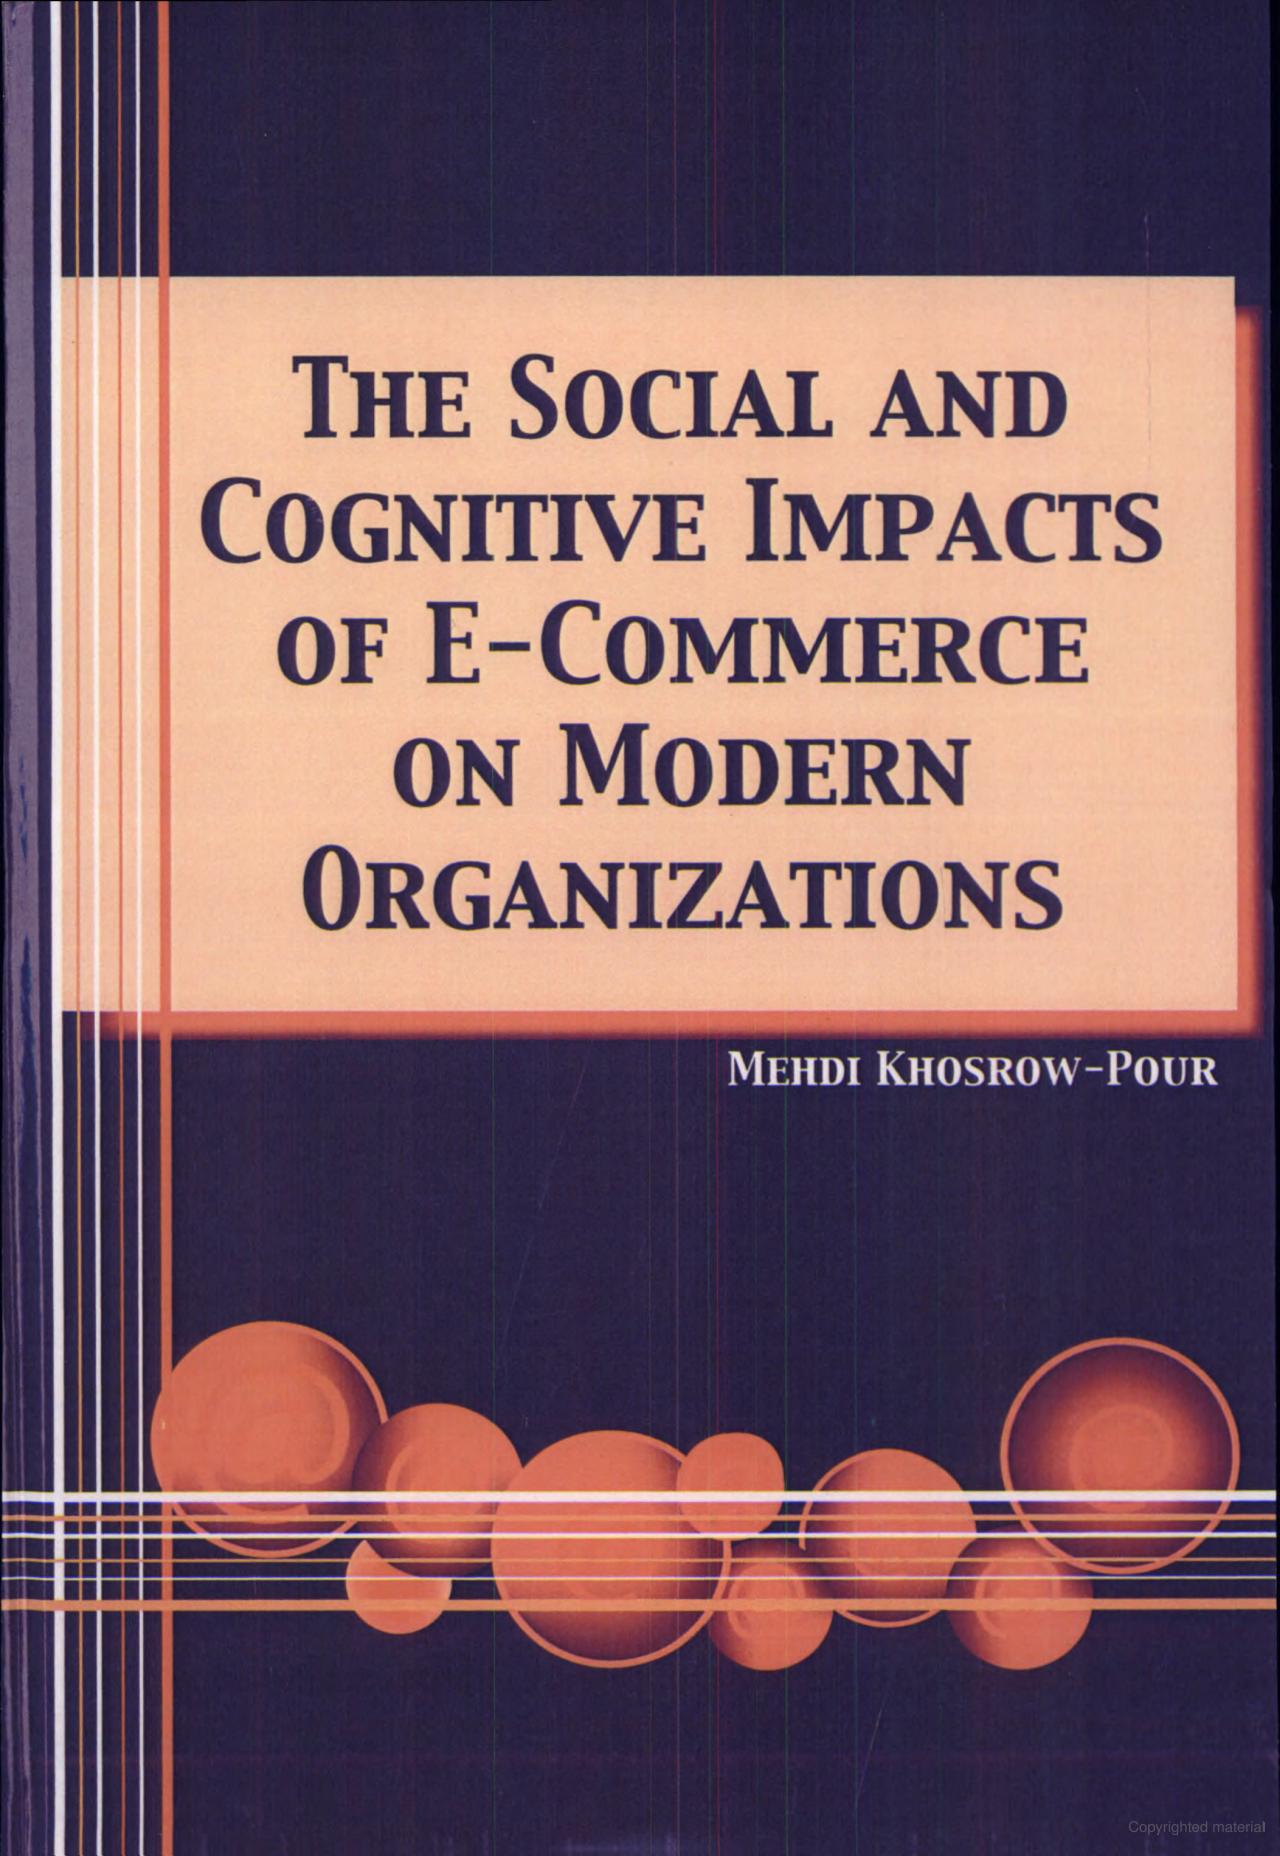 THE SOCIAL AND
COGNITIVE IMPACTS
OF E-COMMERCE
ON MODERN
ORGANIZATIONS
MEHDI KHOSROW-POUR
Copyrighted material